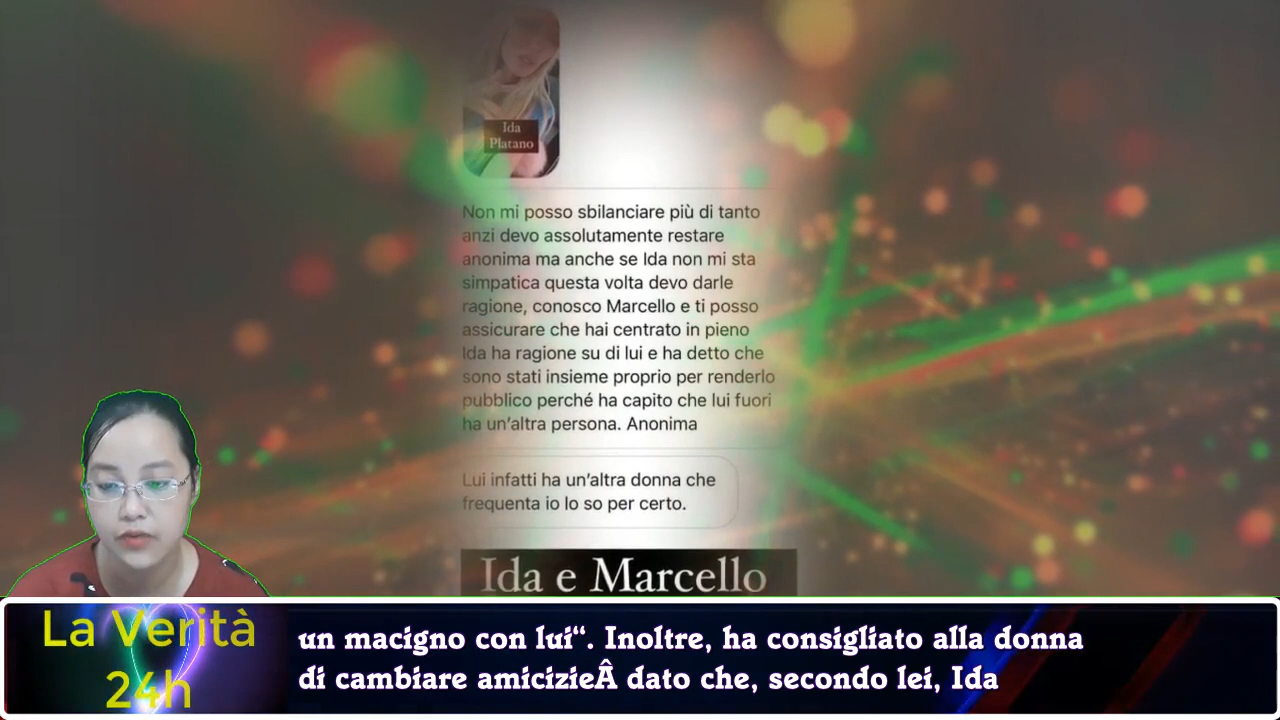 Ida
Platano
Non mi posso sbilanciare più di tanto
anzi devo assolutamente restare
anonima ma anche se Ida non mi sta
simpatica questa volta devo darle
ragione, conosco Marcello e ti posso
assicurare che hai centrato in pieno
Ida ha ragione su di lui e ha detto che
sono stati insieme proprio per renderlo
pubblico perché ha capito che lui fuori
ha un'altra persona. Anonima
Lui infatti ha un'altra donna che
frequenta io lo so per certo.
Ida e Marcello
La Verità
24h
un macigno con lui“. Inoltre, ha consigliato alla donna
di cambiare amicizieÂ dato che, secondo lei, Ida